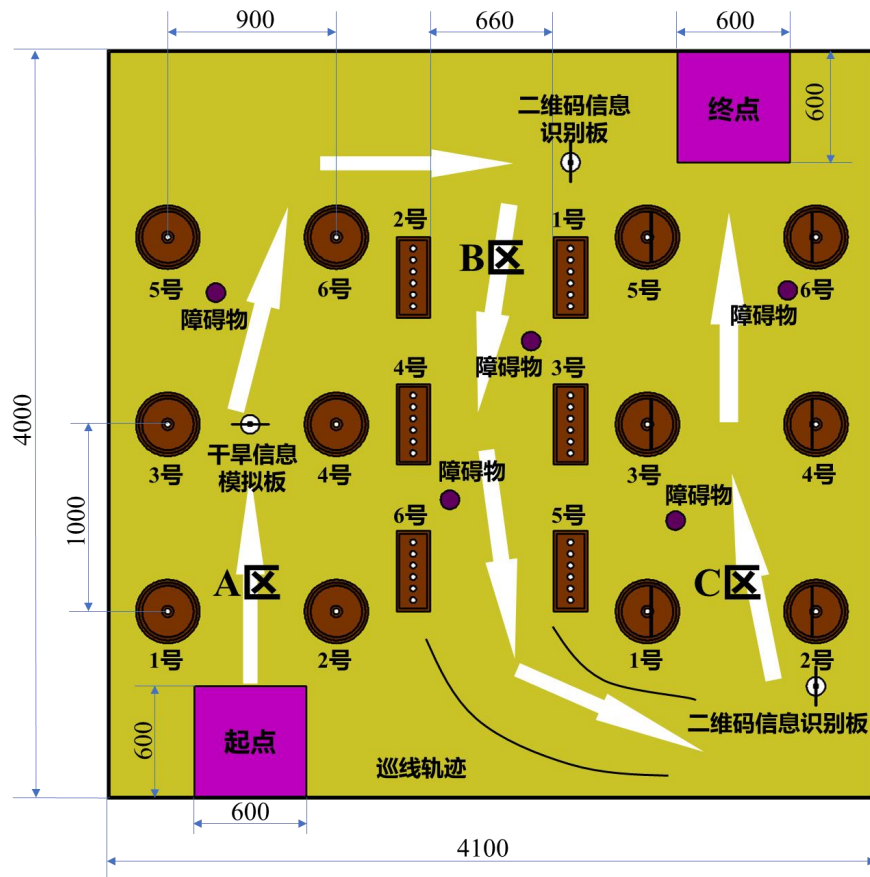 900
660
600
二维码信息
识别板
终点
600
2号
1号
B区
5号
6号
5号
6号
障碍物
障碍物
障碍物
4号
3号
4000
干旱信息
模拟板
3号
4号
障碍物
3号
4号
障碍物
1000
6号
5号
A区
C区
1号
2号
1号
2号
600
起点
二维码信息识别板
巡线轨迹
600
4100